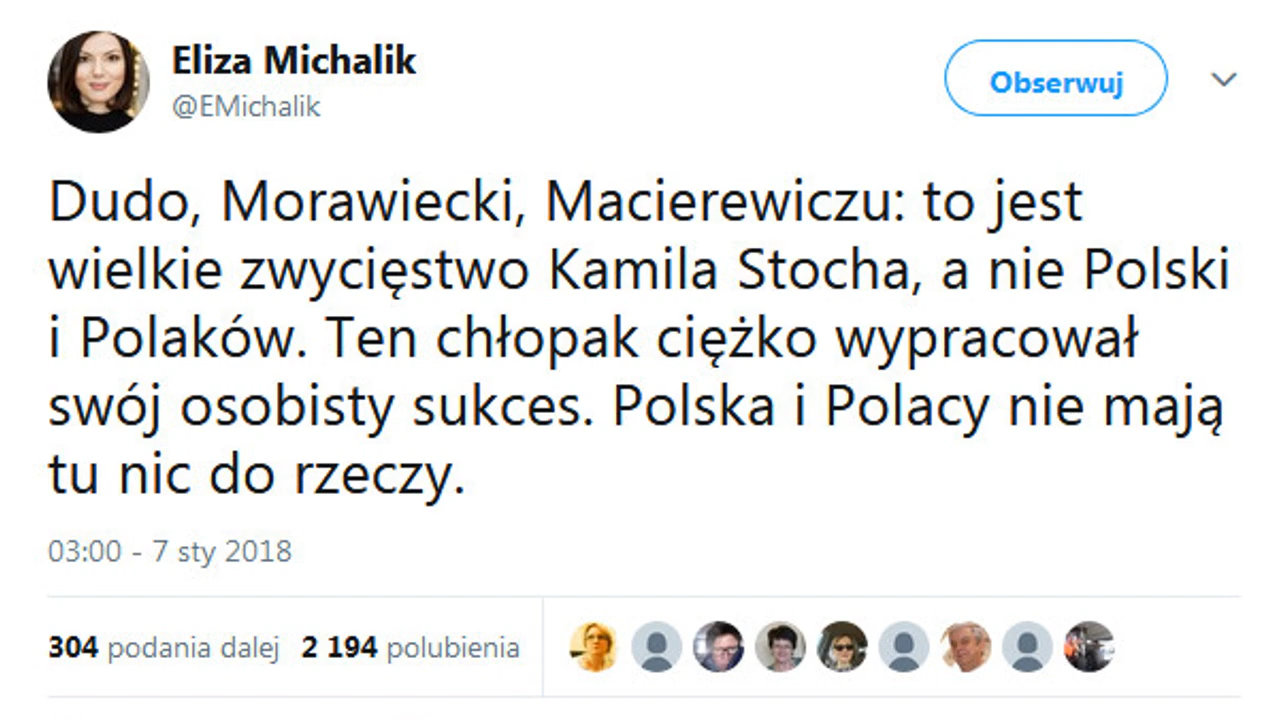 Eliza Michalik
@EMichalik
Obserwuj
Dudo, Morawiecki, Macierewiczu: to jest
wielkie zwycięstwo Kamila Stocha, a nie Polski
i Polaków. Ten chłopak ciężko wypracował
swój osobisty sukces. Polska i Polacy nie mają
tu nic do rzeczy.
03:00 - 7 sty 2018
304 podania dalej 2 194 polubienia